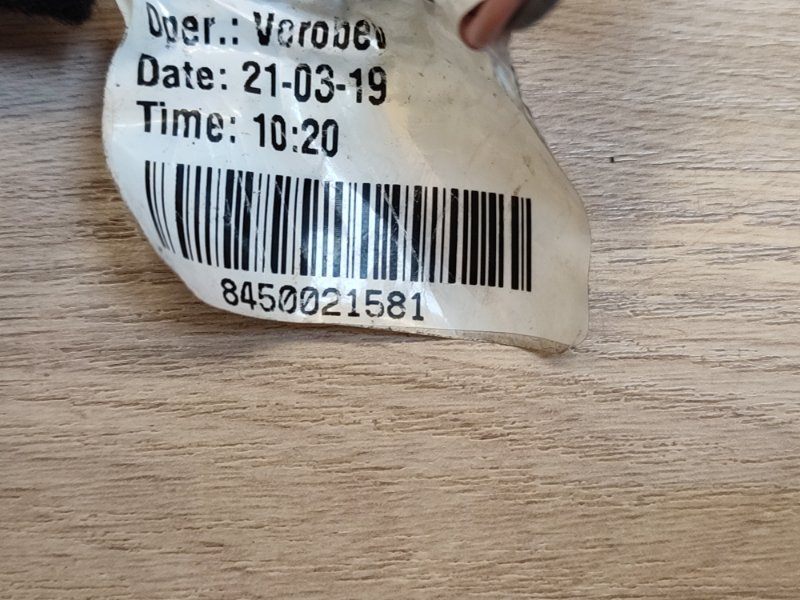 Oper.: Vorobev
Date: 21-03-19
Time: 10:20
8450021581